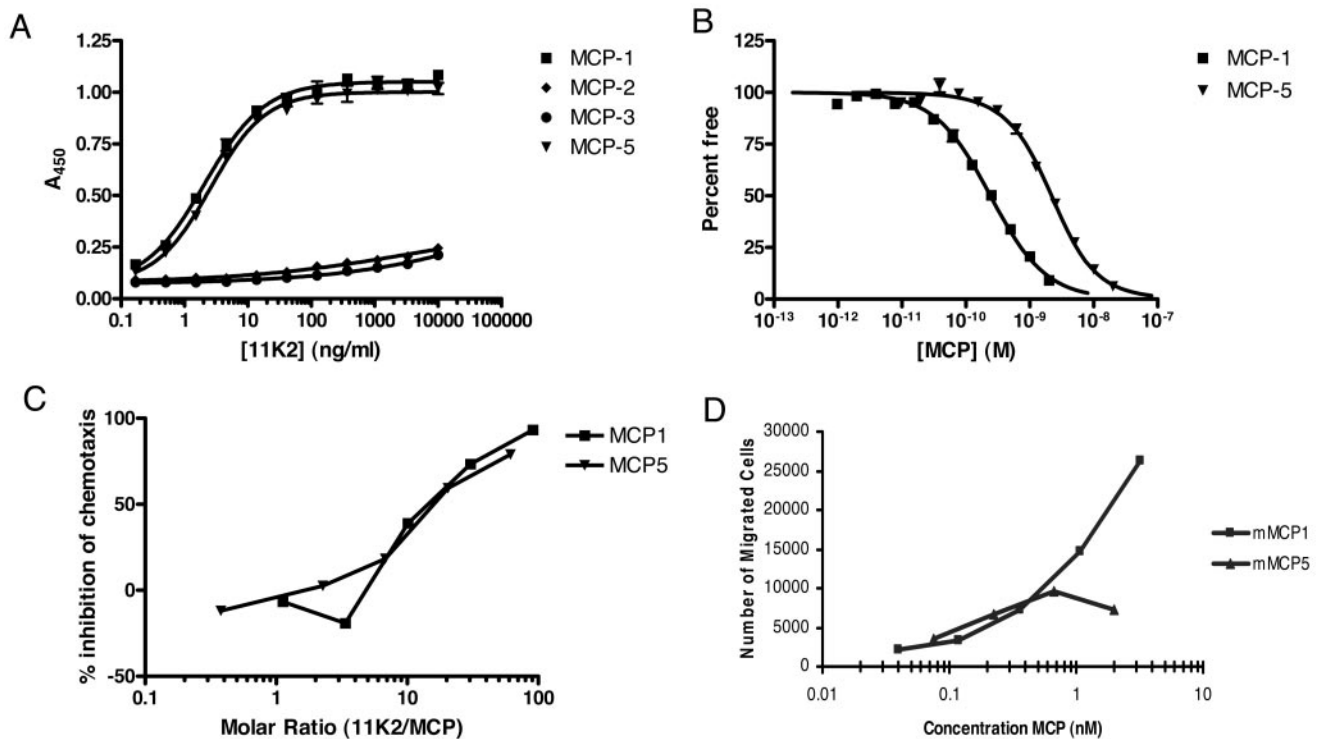 A
1.25
1.00
0.75
0.50
0.25
0.00
A450
0.1 1 10 100 1000 10000 100000
[11K2] (ng/ml)
MCP-1
MCP-2
MCP-3
MCP-5
B
125
100
75
50
25
0
Percent free
10-13 10-12 10-11 10-10 10-9 10-8 10-7
[MCP] (M)
MCP-1
MCP-5
C
100
50
0
-50
% inhibition of chemotaxis
0.1 1 10 100
Molar Ratio (11K2/MCP)
MCP1
MCP5
D
30000
25000
20000
15000
10000
5000
0
Number of Migrated Cells
0.01 0.1 1 10
Concentration MCP (nM)
mMCP1
mMCP5